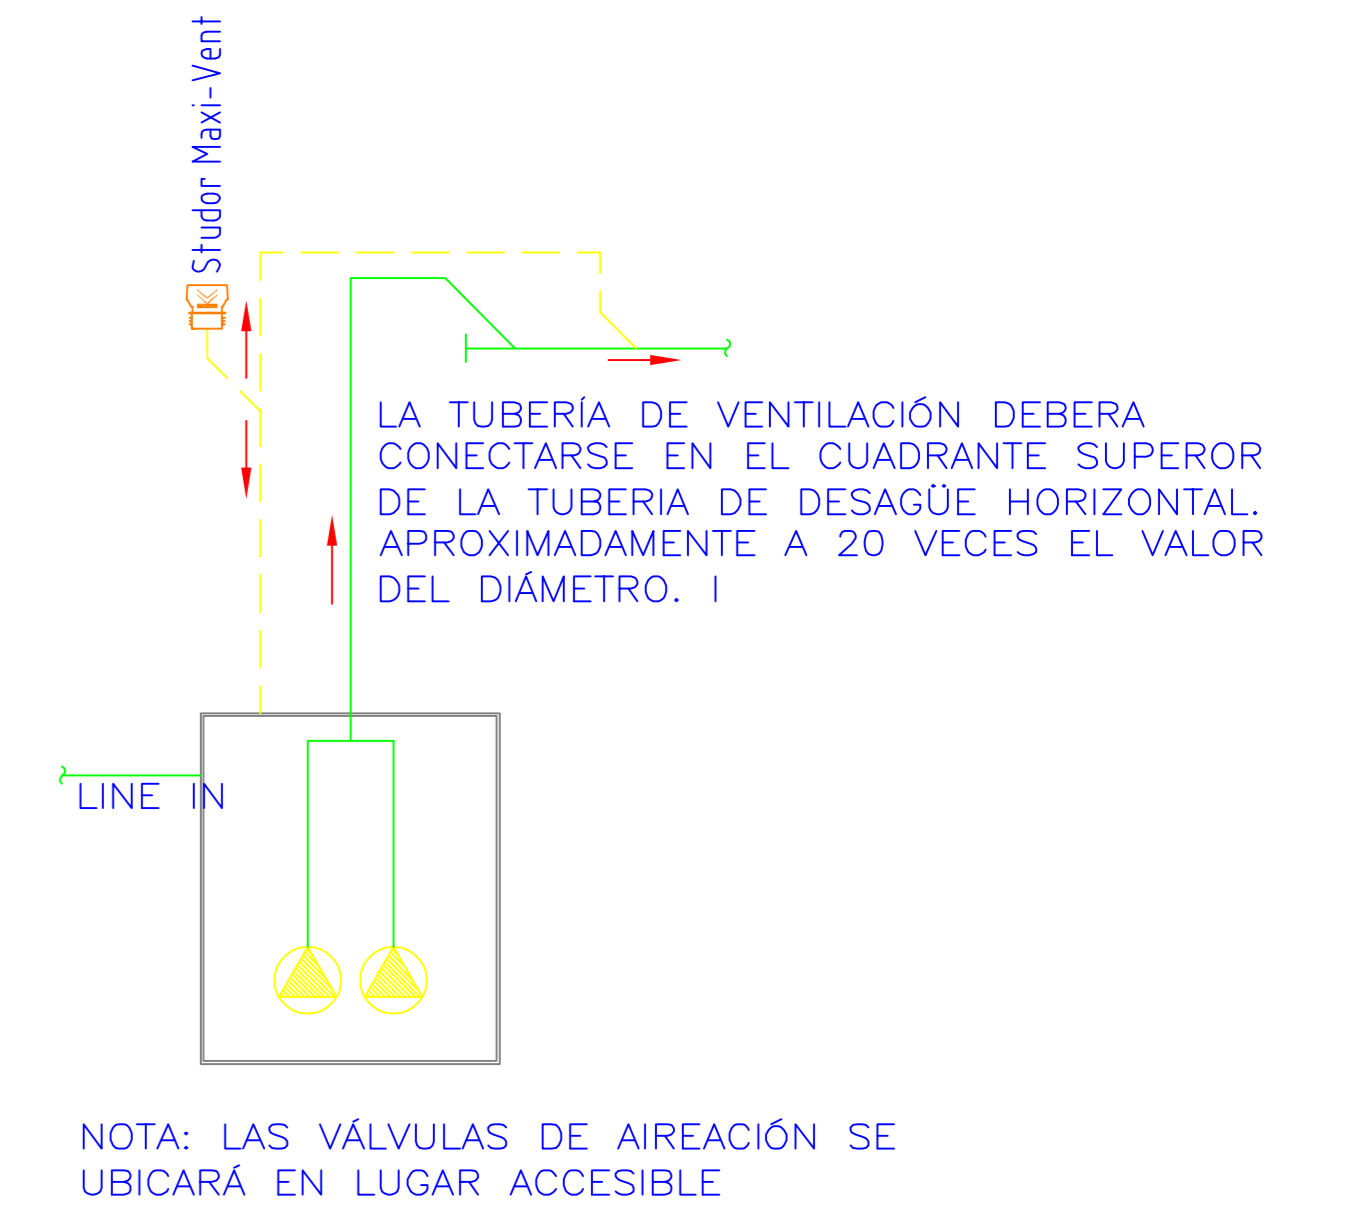 Studor Maxi-Vent
LA TUBERÍA DE VENTILACIÓN DEBERA
CONECTARSE EN EL CUADRANTE SUPEROR
DE LA TUBERIA DE DESAGÜE HORIZONTAL.
APROXIMADAMENTE A 20 VECES EL VALOR
DEL DIÁMETRO. I
LINE IN
NOTA: LAS VÁLVULAS DE AIREACIÓN SE
UBICARÁ EN LUGAR ACCESIBLE